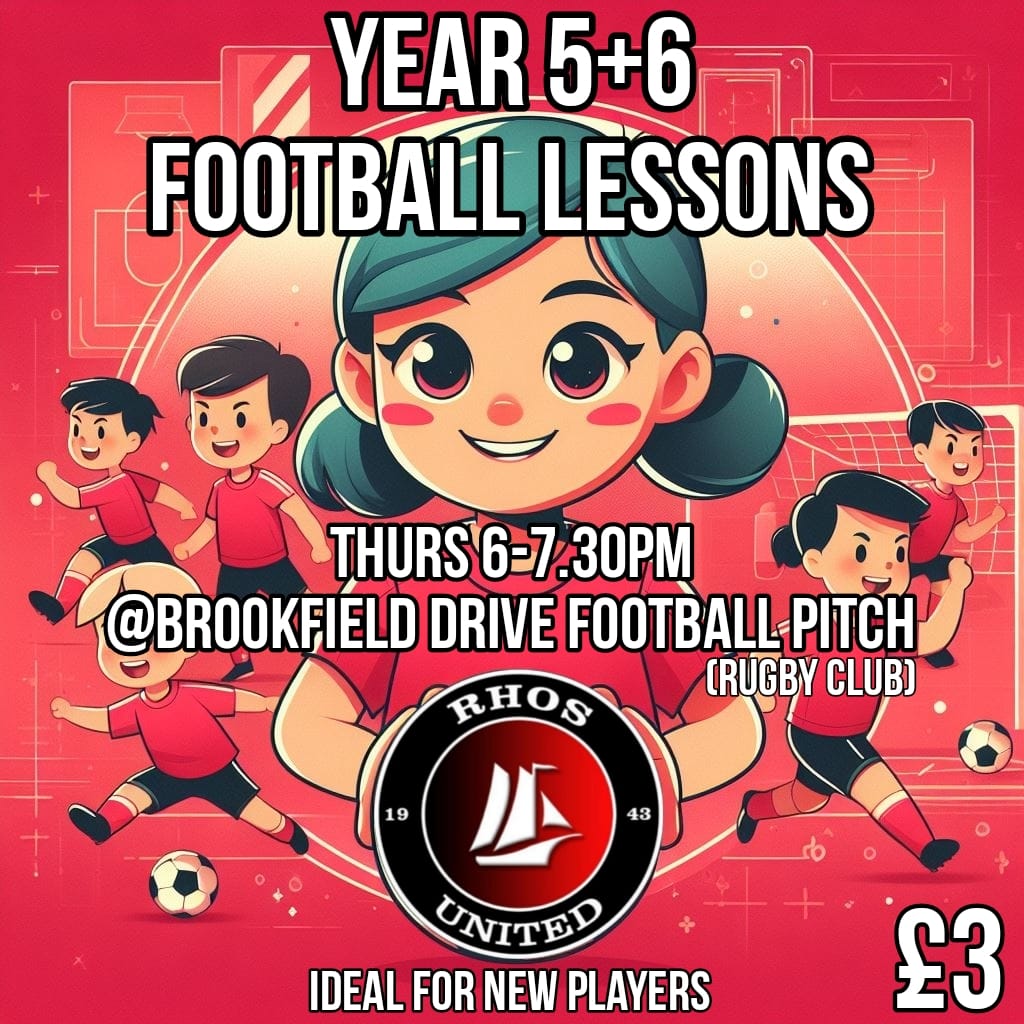 YEAR 5+6
FOOTBALL LESSONS
THURS 6-7.30PM
@BROOKFIELD DRIVE FOOTBALL PITCH
(RUGBY CLUB)
RHOS
19 43
UNITED
IDEAL FOR NEW PLAYERS
£3